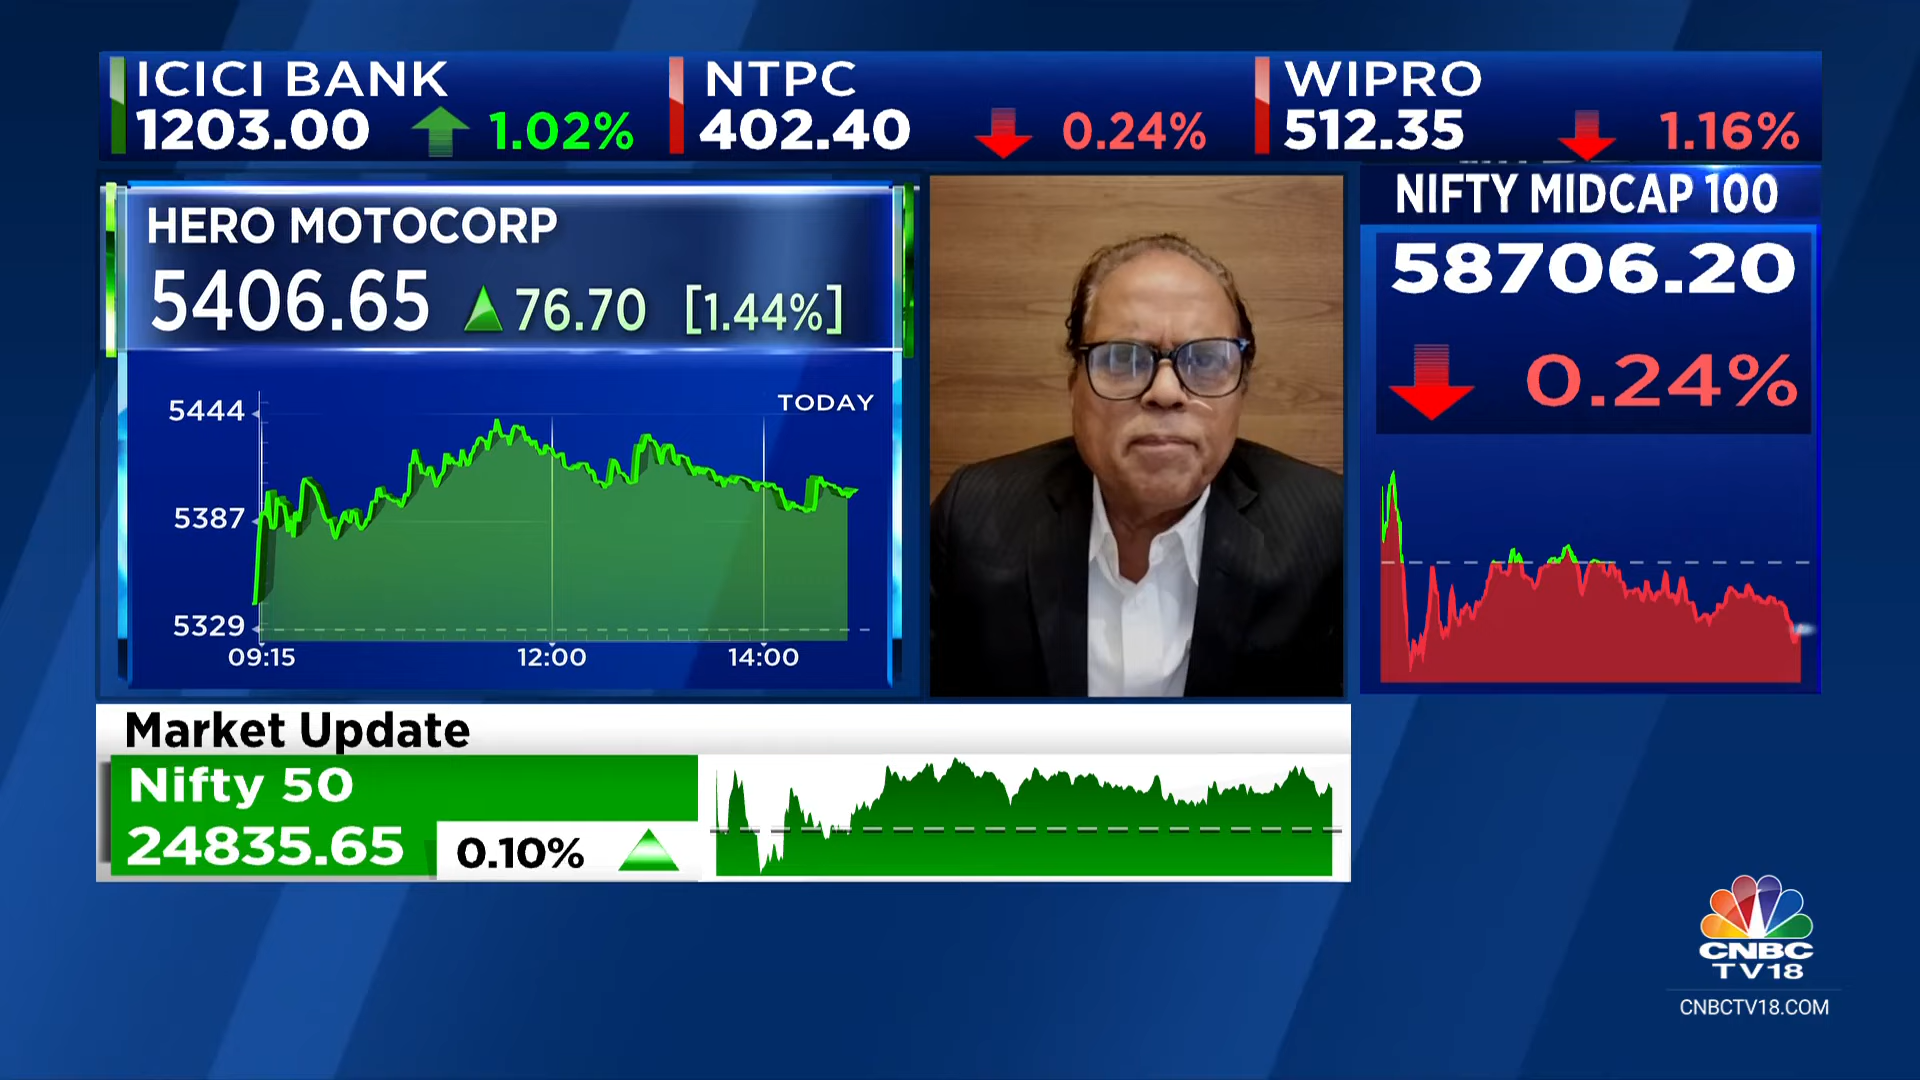 ICICI BANK
1203.00 1.02%
NTPC
402.40 0.24%
WIPRO
512.35 1.16%
HERO MOTOCORP
5406.65 76.70 [1.44%]
TODAY
5444
5387
5329
09:15 12:00 14:00
NIFTY MIDCAP 100
58706.20
0.24%
Market Update
Nifty 50
24835.65 0.10%
CNBC
TV18
CNBCTV18.COM